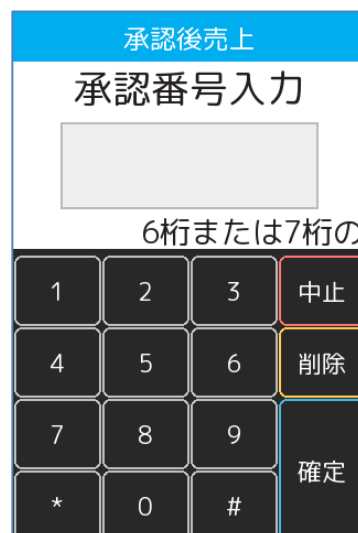 承認後売上
承認番号入力
6桁または7桁の
1 2 3 中止
4 5 6 削除
7 8 9
確定
* 0 #